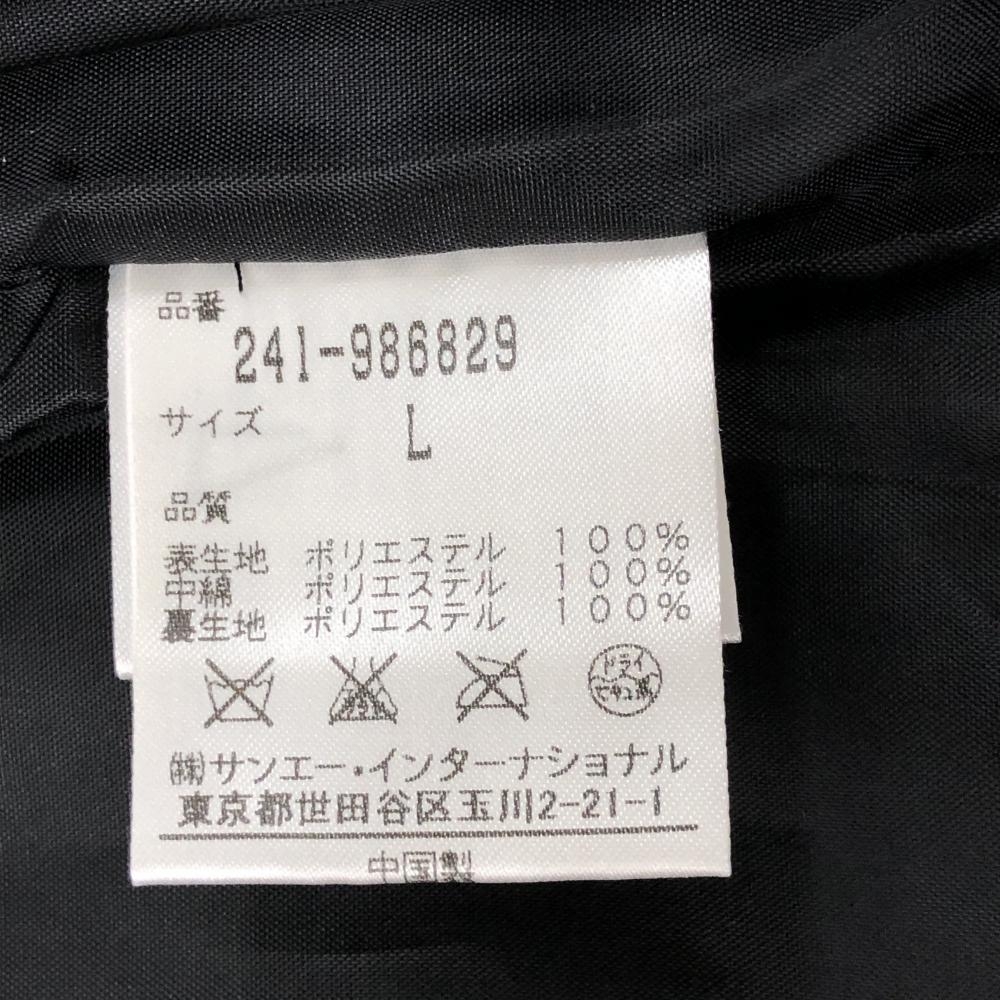 品番
241-986829
サイズ L
品質
表生地 ポリエステル 100%
中綿 ポリエステル 100%
裏生地 ポリエステル 100%
ドライ
セキユ系
㈱サンエー・インターナショナル
東京都世田谷区玉川2-21-1
中国製